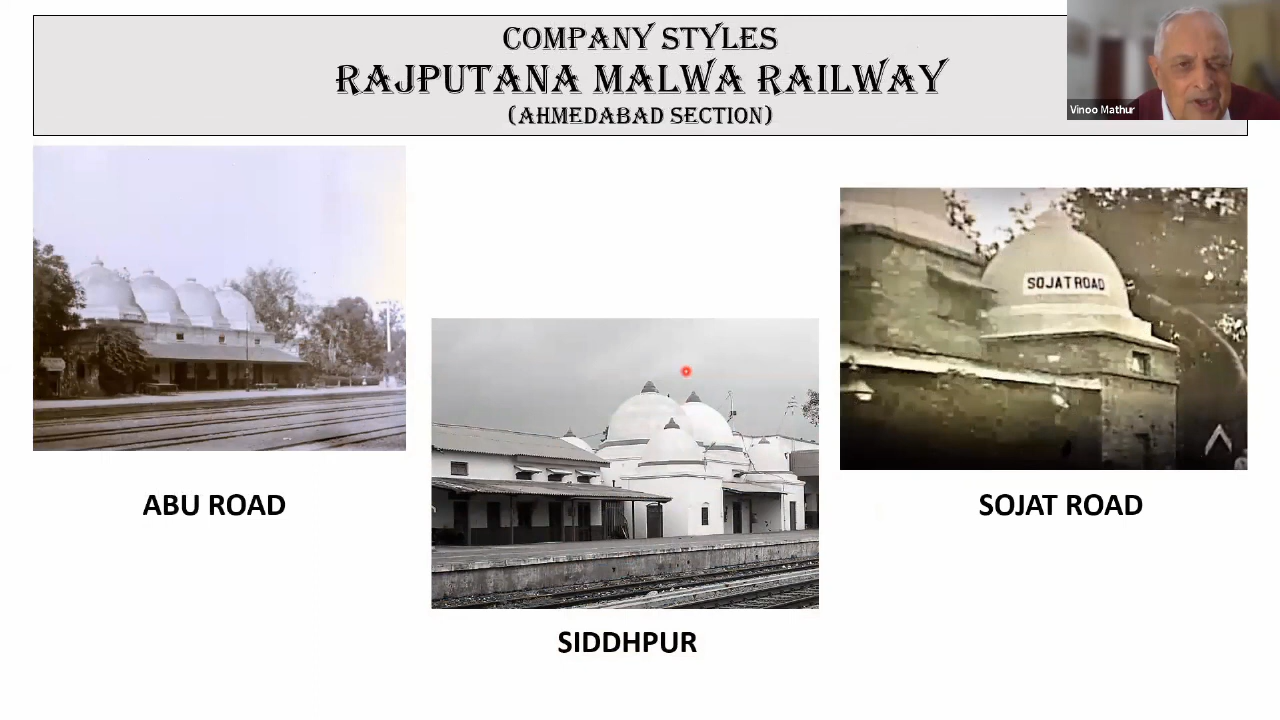 COMPANY STYLES
RAJPUTANA MALWA RAILWAY
(AHMEDABAD SECTION)
Vinoo Mathur
SOJAT ROAD
ABU ROAD
SOJAT ROAD
SIDDHPUR